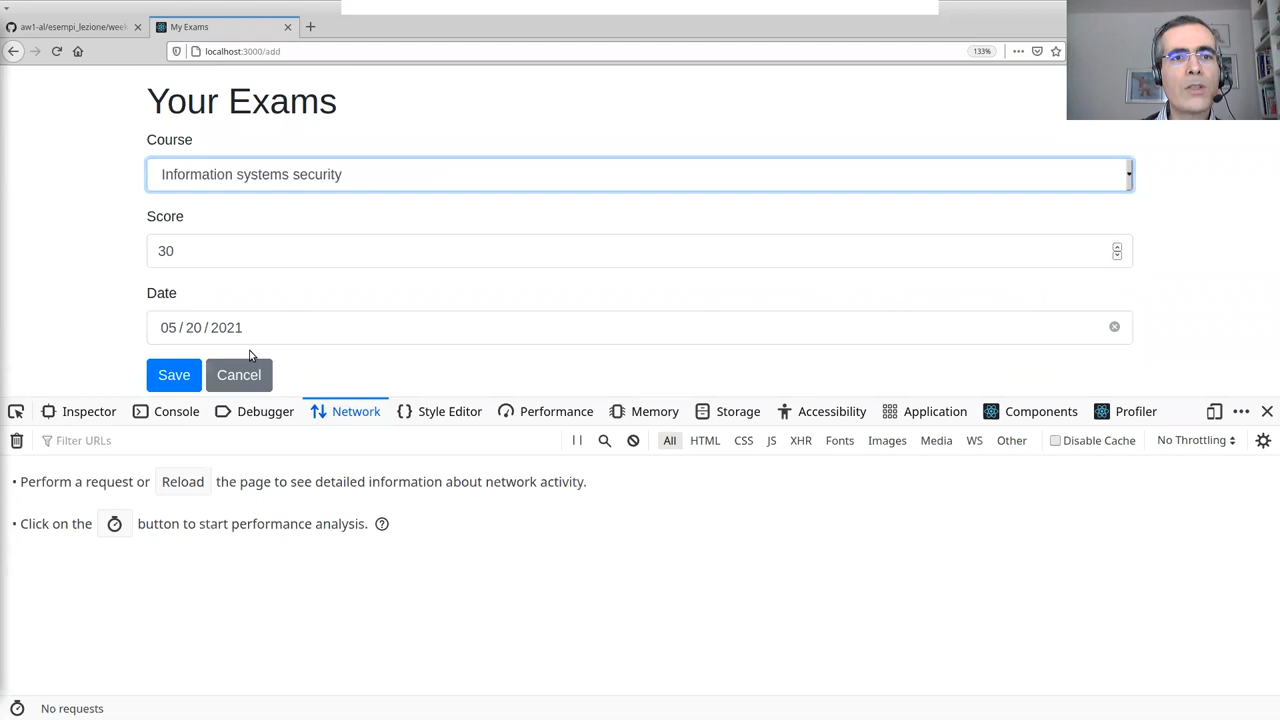 aw1-al/esempi_lezione/week
My Exams
localhost:3000/add
133%
Your Exams
Course
Information systems security
Score
30
Date
05 / 20 / 2021
Save
Cancel
Inspector
Console
Debugger
Network
Style Editor
Performance
Memory
Storage
Accessibility
Application
Components
Profiler
Filter URLs
All
HTML
CSS
JS
XHR
Fonts
Images
Media
WS
Other
Disable Cache
No Throttling
• Perform a request or Reload the page to see detailed information about network activity.
• Click on the button to start performance analysis.
No requests